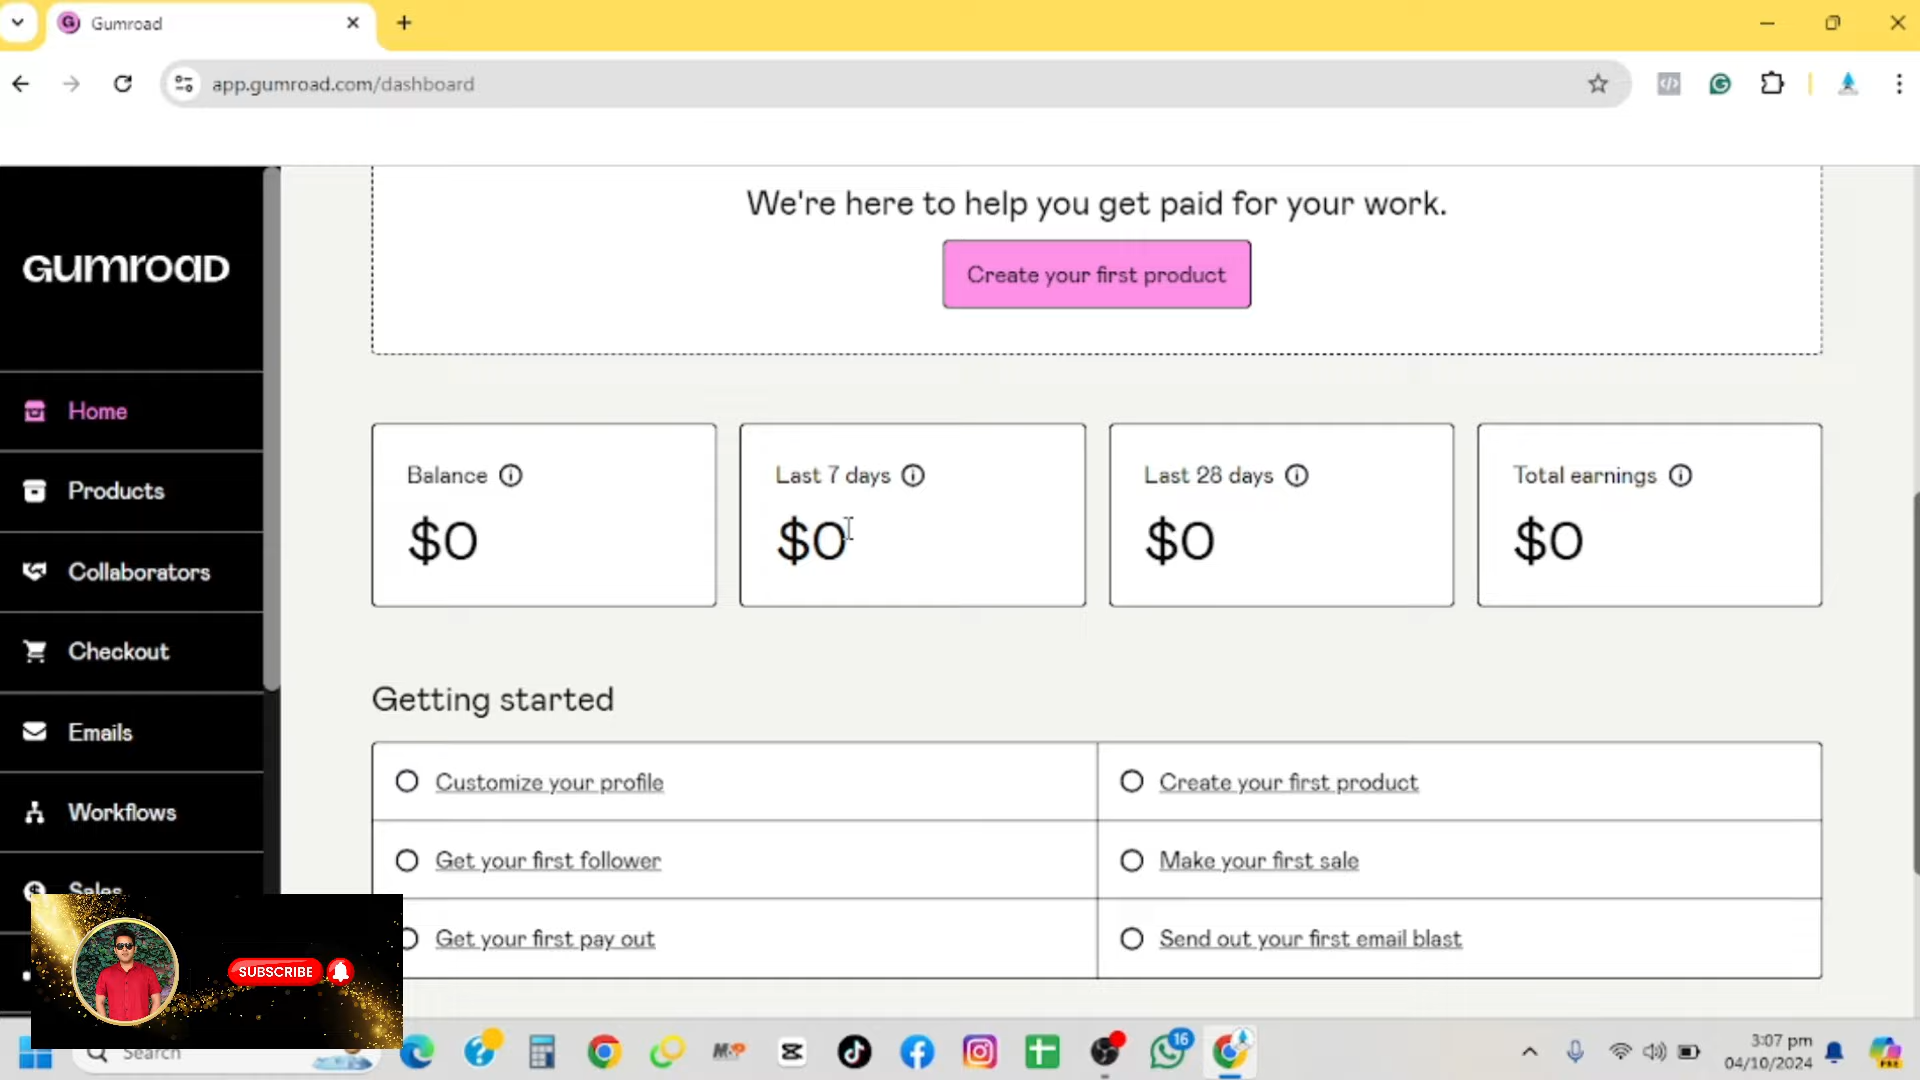 Gumroad
app.gumroad.com/dashboard
GUMROAD
Home
Products
Collaborators
Checkout
Emails
Workflows
Sales
We're here to help you get paid for your work.
Create your first product
Balance
$0
Last 7 days
$0
Last 28 days
$0
Total earnings
$0
Getting started
Customize your profile
Create your first product
Get your first follower
Make your first sale
Get your first pay out
Send out your first email blast
SUBSCRIBE
Search
16
3:07 pm
04/10/2024